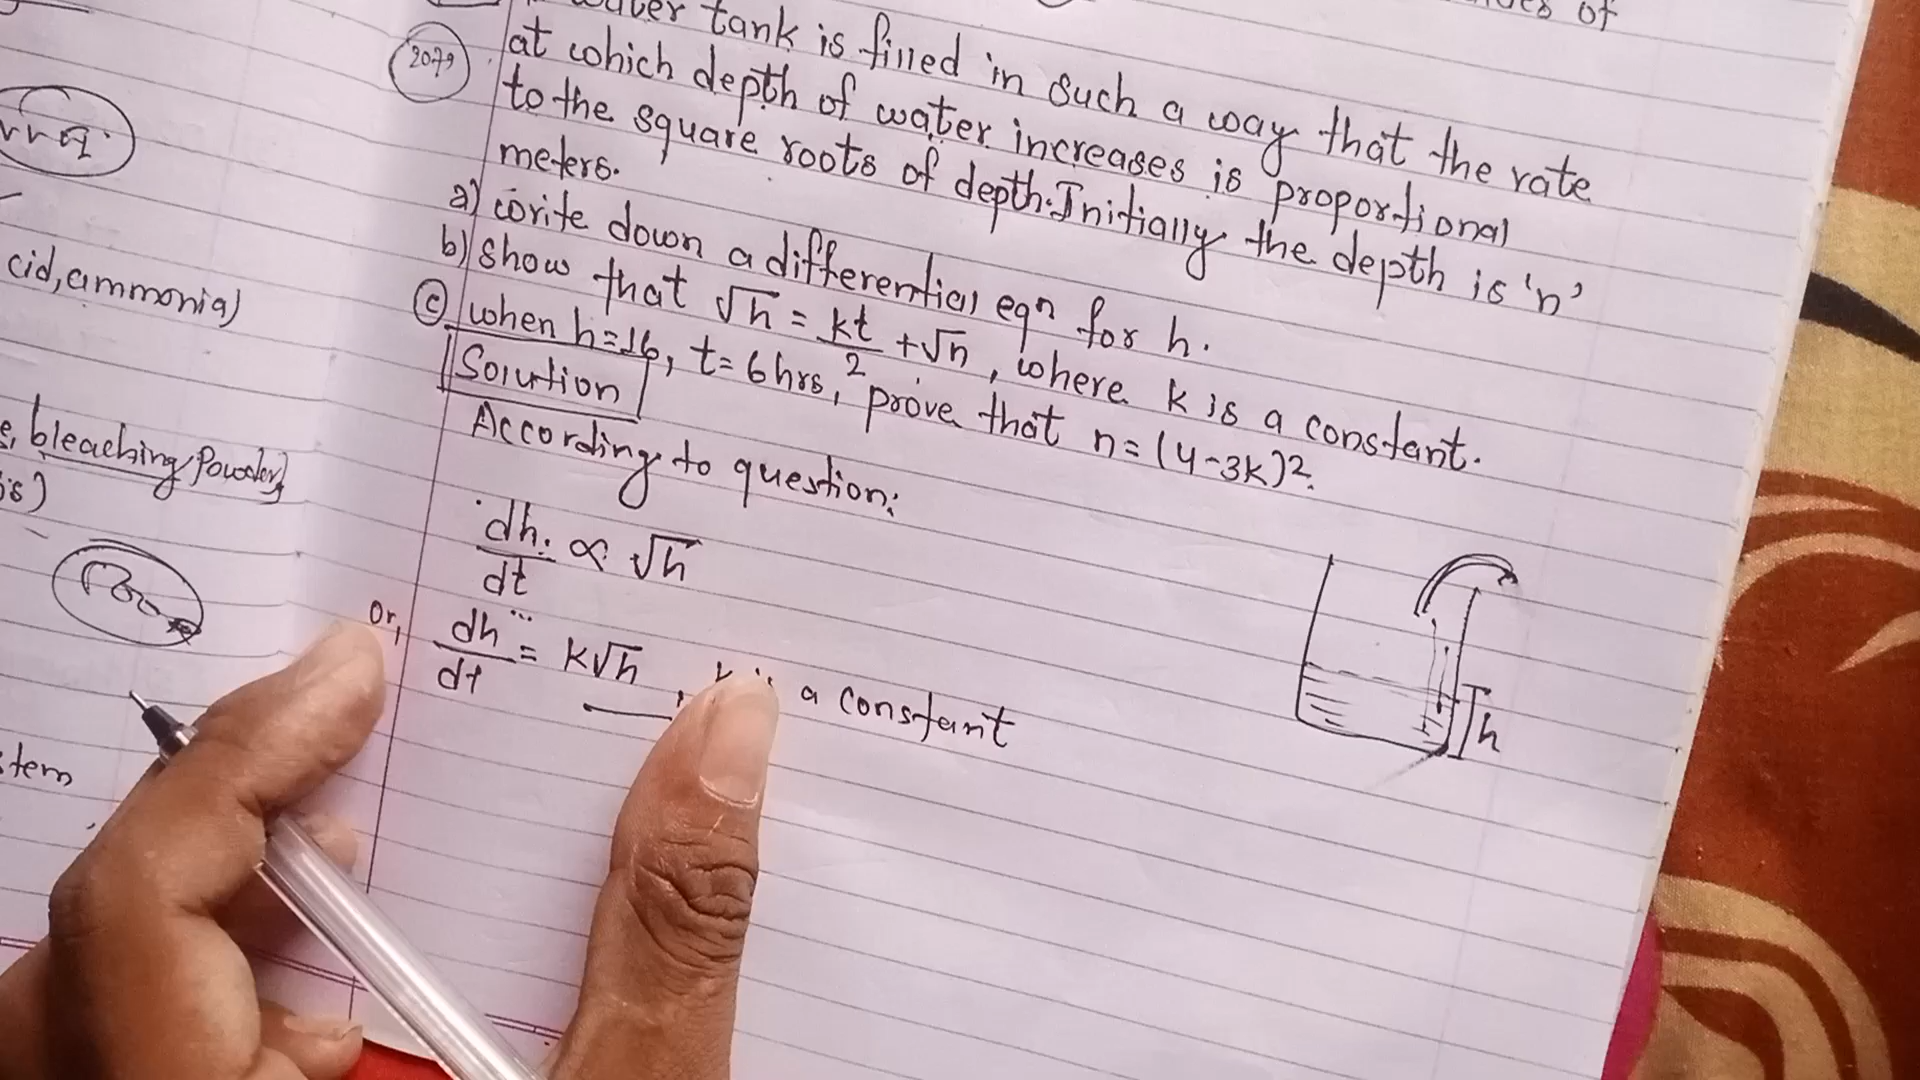 water tank is filled in such a way that the rate
2079
at which depth of water increases is proportional
to the square roots of depth. Initially the depth is 'n'
meters.
a) write down a differential eqn for h.
b) show that √h = kt/2 + √n, where k is a constant.
c) when h=16, t=6hrs, prove that n=(4-3k)².
Solution
According to question:
dh/dt ∝ √h
or, dh/dt = k√h, a constant
h
cid, ammonia)
bleaching Powder,